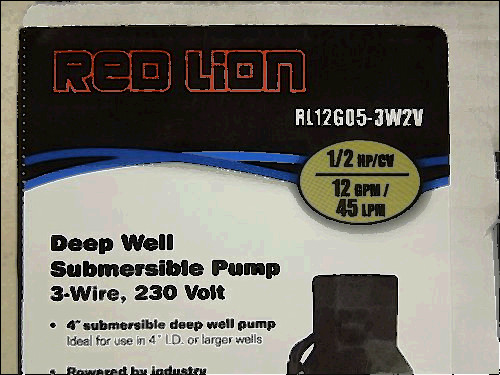 RED LION
RL12G05-3W2V
1/2 HP/CV
12 GPM /
45 LPM
Deep Well
Submersible Pump
3-Wire, 230 Volt
• 4" submersible deep well pump
Ideal for use in 4" I.D. or larger wells
• Powered by industry